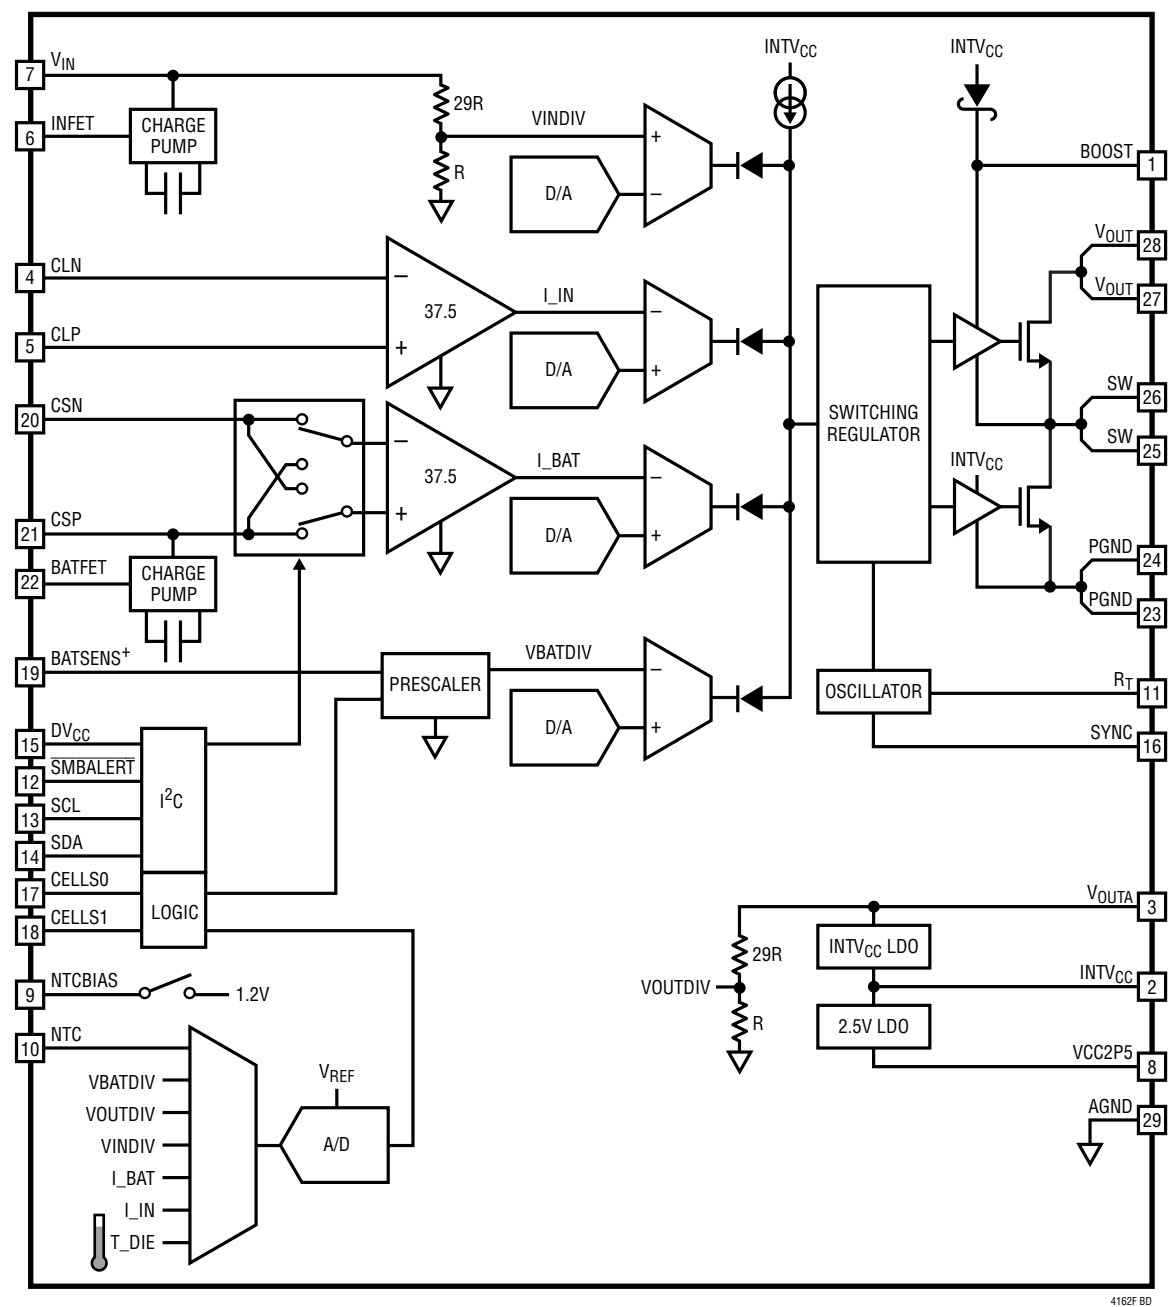 7 VIN
INTVCC
INTVCC
6 INFET
CHARGE
PUMP
29R
R
VINDIV
+
−
D/A
BOOST 1
VOUT 28
VOUT 27
4 CLN
5 CLP
−
37.5
+
I_IN
−
D/A
+
SWITCHING
REGULATOR
SW 26
SW 25
20 CSN
−
37.5
+
I_BAT
−
D/A
+
INTVCC
21 CSP
22 BATFET
CHARGE
PUMP
PGND 24
PGND 23
19 BATSENS+
PRESCALER
VBATDIV
−
D/A
+
OSCILLATOR
RT 11
SYNC 16
15 DVCC
12 SMBALERT
13 SCL
14 SDA
I2C
17 CELLS0
18 CELLS1
LOGIC
VOUTA 3
29R
VOUTDIV
R
INTVCC LDO
INTVCC 2
2.5V LDO
VCC2P5 8
AGND 29
9 NTCBIAS
1.2V
10 NTC
VBATDIV
VOUTDIV
VINDIV
I_BAT
I_IN
T_DIE
VREF
A/D
4162F BD